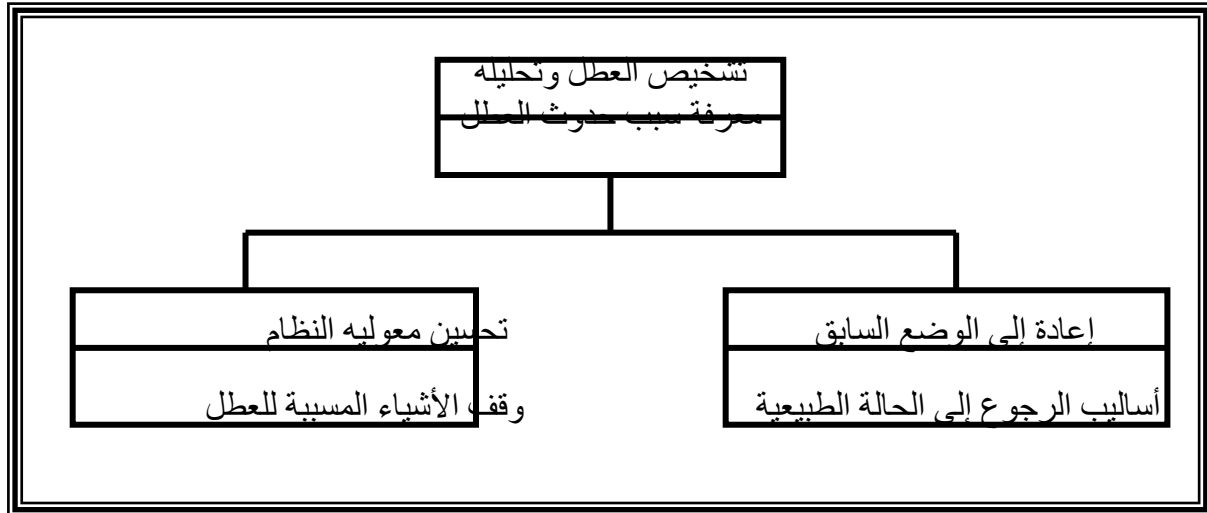 تشخيص العطل وتحليله
معرفة سبب حدوث العطل
إعادة إلى الوضع السابق
أساليب الرجوع إلى الحالة الطبيعية
تحسين معوليه النظام
وقف الأشياء المسببة للعطل